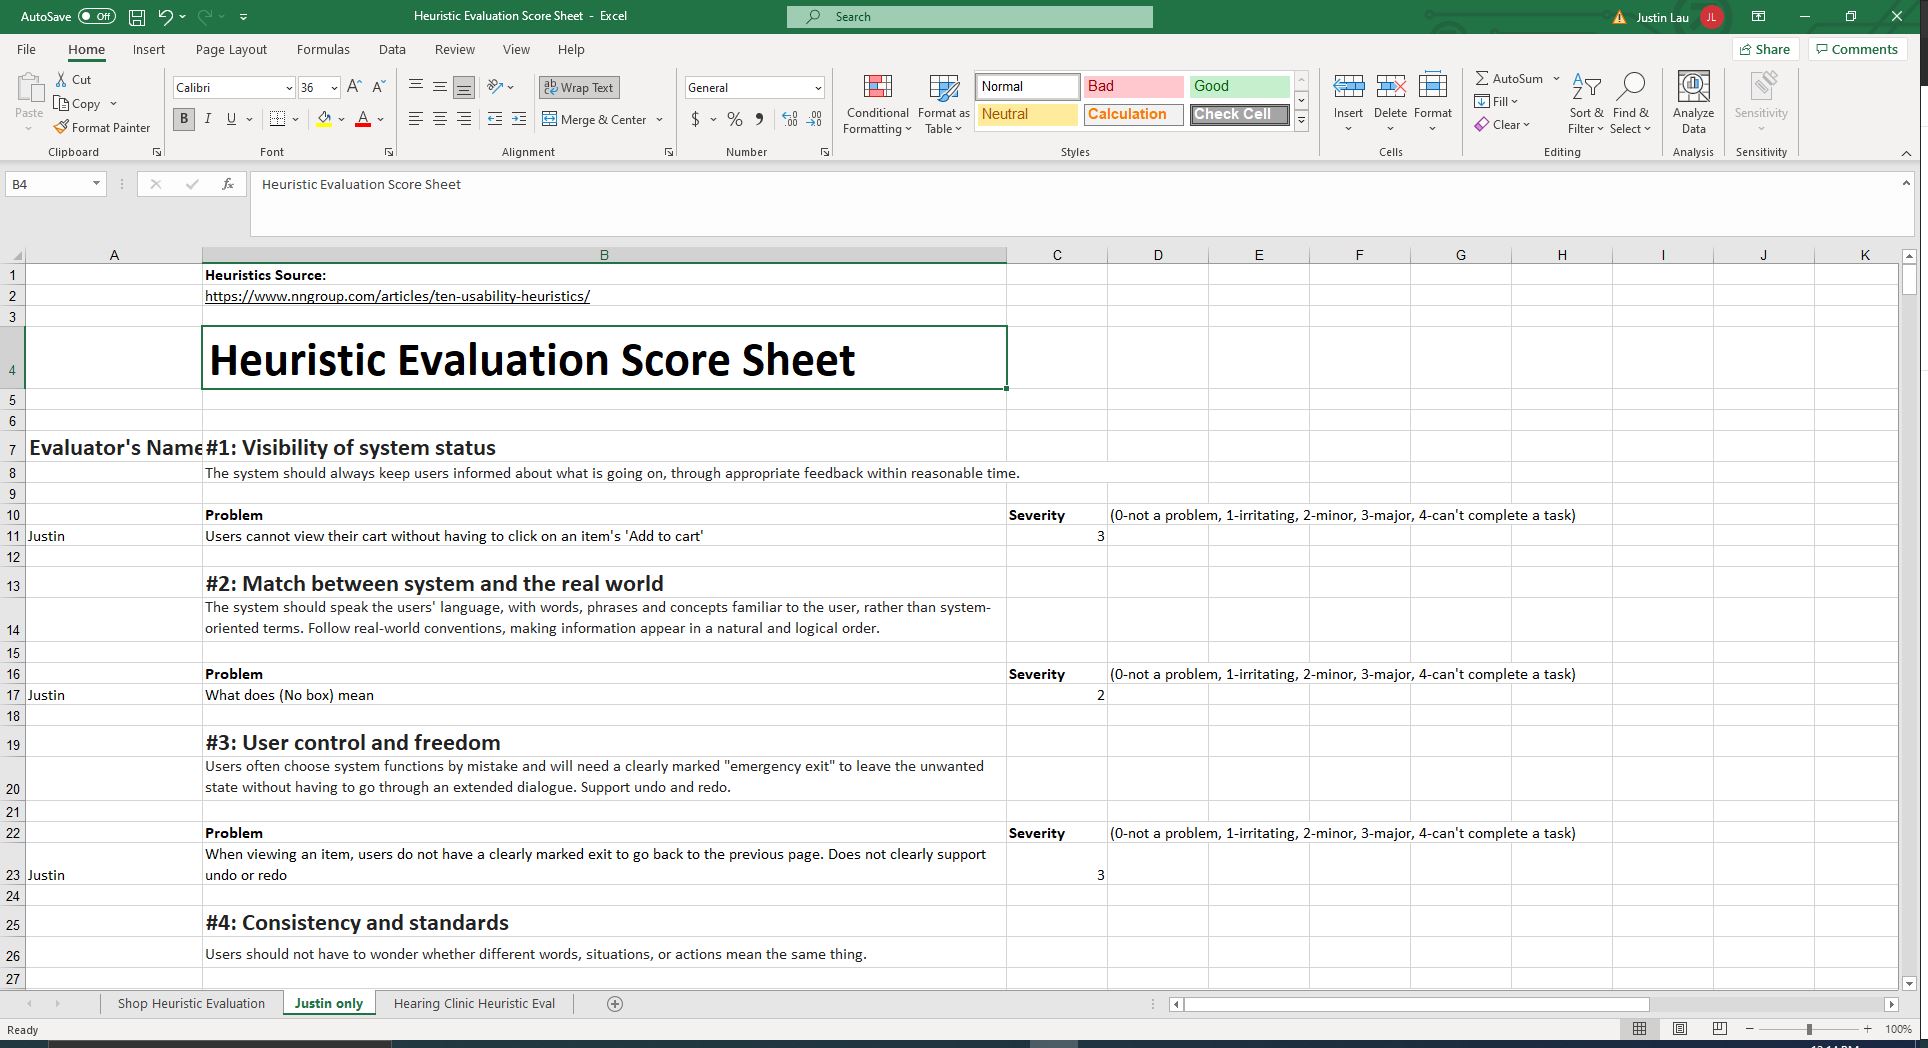 AutoSave Off Heuristic Evaluation Score Sheet - Excel Search Justin Lau JL
File Home Insert Page Layout Formulas Data Review View Help Share Comments
Paste Cut Copy Format Painter
Calibri 36 A A B I U A
ab Wrap Text Merge & Center
General $ % 9
Conditional Formatting Format as Table
Normal Bad Good
Neutral Calculation Check Cell
Insert Delete Format
AutoSum Fill Clear Sort & Filter Find & Select
Analyze Data Sensitivity
Clipboard Font Alignment Number Styles Cells Editing Analysis Sensitivity
B4 fx Heuristic Evaluation Score Sheet
A B C D E F G H I J K
1 Heuristics Source:
2 https://www.nngroup.com/articles/ten-usability-heuristics/
3
4 Heuristic Evaluation Score Sheet
5
6
7 Evaluator's Name #1: Visibility of system status
8 The system should always keep users informed about what is going on, through appropriate feedback within reasonable time.
9
10 Problem Severity (0-not a problem, 1-irritating, 2-minor, 3-major, 4-can't complete a task)
11 Justin Users cannot view their cart without having to click on an item's 'Add to cart' 3
12
13 #2: Match between system and the real world
The system should speak the users' language, with words, phrases and concepts familiar to the user, rather than system-
14 oriented terms. Follow real-world conventions, making information appear in a natural and logical order.
15
16 Problem Severity (0-not a problem, 1-irritating, 2-minor, 3-major, 4-can't complete a task)
17 Justin What does (No box) mean 2
18
19 #3: User control and freedom
Users often choose system functions by mistake and will need a clearly marked "emergency exit" to leave the unwanted
20 state without having to go through an extended dialogue. Support undo and redo.
21
22 Problem Severity (0-not a problem, 1-irritating, 2-minor, 3-major, 4-can't complete a task)
When viewing an item, users do not have a clearly marked exit to go back to the previous page. Does not clearly support
23 Justin undo or redo 3
24
25 #4: Consistency and standards
26 Users should not have to wonder whether different words, situations, or actions mean the same thing.
27
Shop Heuristic Evaluation Justin only Hearing Clinic Heuristic Eval
Ready 100%